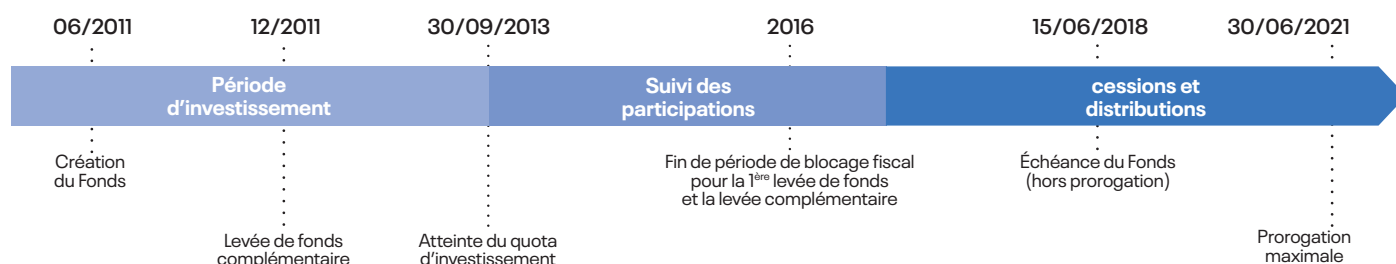 06/2011
12/2011
30/09/2013
2016
15/06/2018
30/06/2021
Période
d'investissement
Suivi des
participations
cessions et
distributions
Création
du Fonds
Levée de fonds
complémentaire
Atteinte du quota
d'investissement
Fin de période de blocage fiscal
pour la 1ère levée de fonds
et la levée complémentaire
Échéance du Fonds
(hors prorogation)
Prorogation
maximale